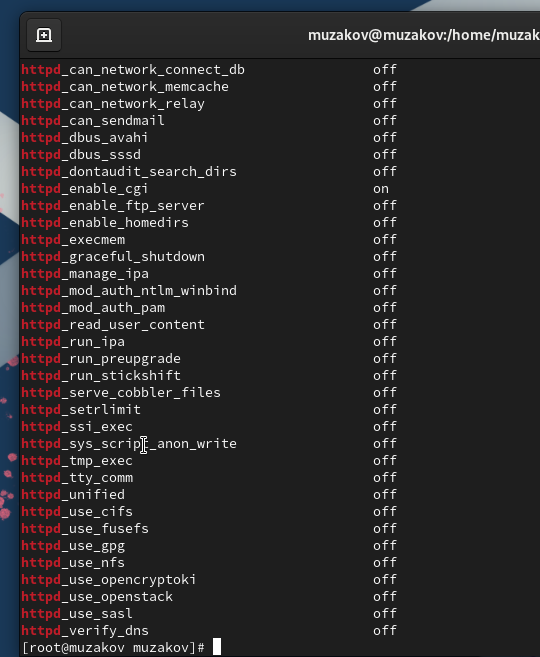 muzakov@muzakov:/home/muzak
httpd_can_network_connect_db off
httpd_can_network_memcache off
httpd_can_network_relay off
httpd_can_sendmail off
httpd_dbus_avahi off
httpd_dbus_sssd off
httpd_dontaudit_search_dirs off
httpd_enable_cgi on
httpd_enable_ftp_server off
httpd_enable_homedirs off
httpd_execmem off
httpd_graceful_shutdown off
httpd_manage_ipa off
httpd_mod_auth_ntlm_winbind off
httpd_mod_auth_pam off
httpd_read_user_content off
httpd_run_ipa off
httpd_run_preupgrade off
httpd_run_stickshift off
httpd_serve_cobbler_files off
httpd_setrlimit off
httpd_ssi_exec off
httpd_sys_script_anon_write off
httpd_tmp_exec off
httpd_tty_comm off
httpd_unified off
httpd_use_cifs off
httpd_use_fusefs off
httpd_use_gpg off
httpd_use_nfs off
httpd_use_opencryptoki off
httpd_use_openstack off
httpd_use_sasl off
httpd_verify_dns off
[root@muzakov muzakov]#